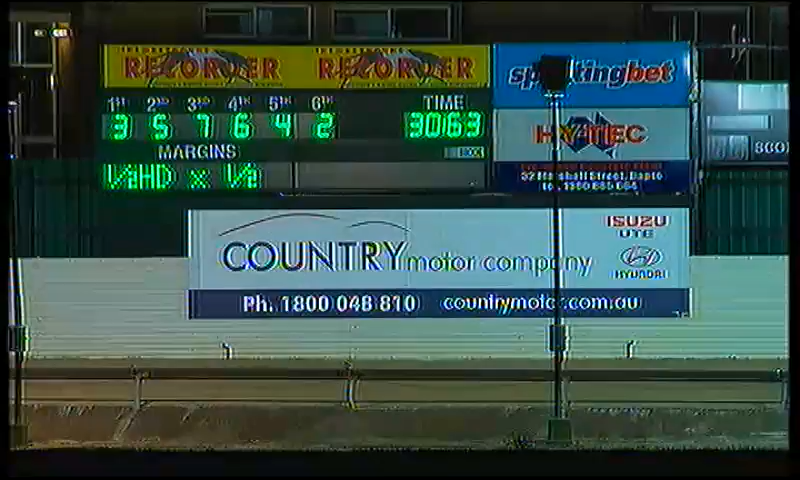 RECORDER RECORDER
sportingbet
1ST 2ND 3RD 4TH 5TH 6TH TIME
3 5 7 6 4 2 30.63
HY-TEC
MARGINS
32 Marshall Street, Dapto
1/2HD x 1/2
COUNTRY motor company
ISUZU
UTE
HYUNDAI
Ph. 1800 048 810 countrymotor.com.au